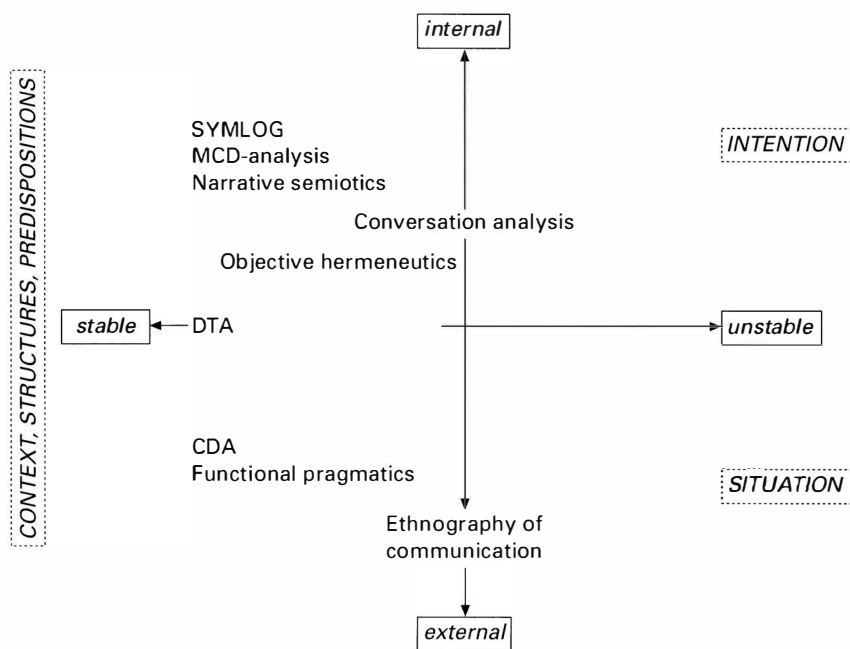 internal
CONTEXT, STRUCTURES, PREDISPOSITIONS
SYMLOG
MCD-analysis
Narrative semiotics
INTENTION
Conversation analysis
Objective hermeneutics
stable
DTA
unstable
CDA
Functional pragmatics
SITUATION
Ethnography of
communication
external